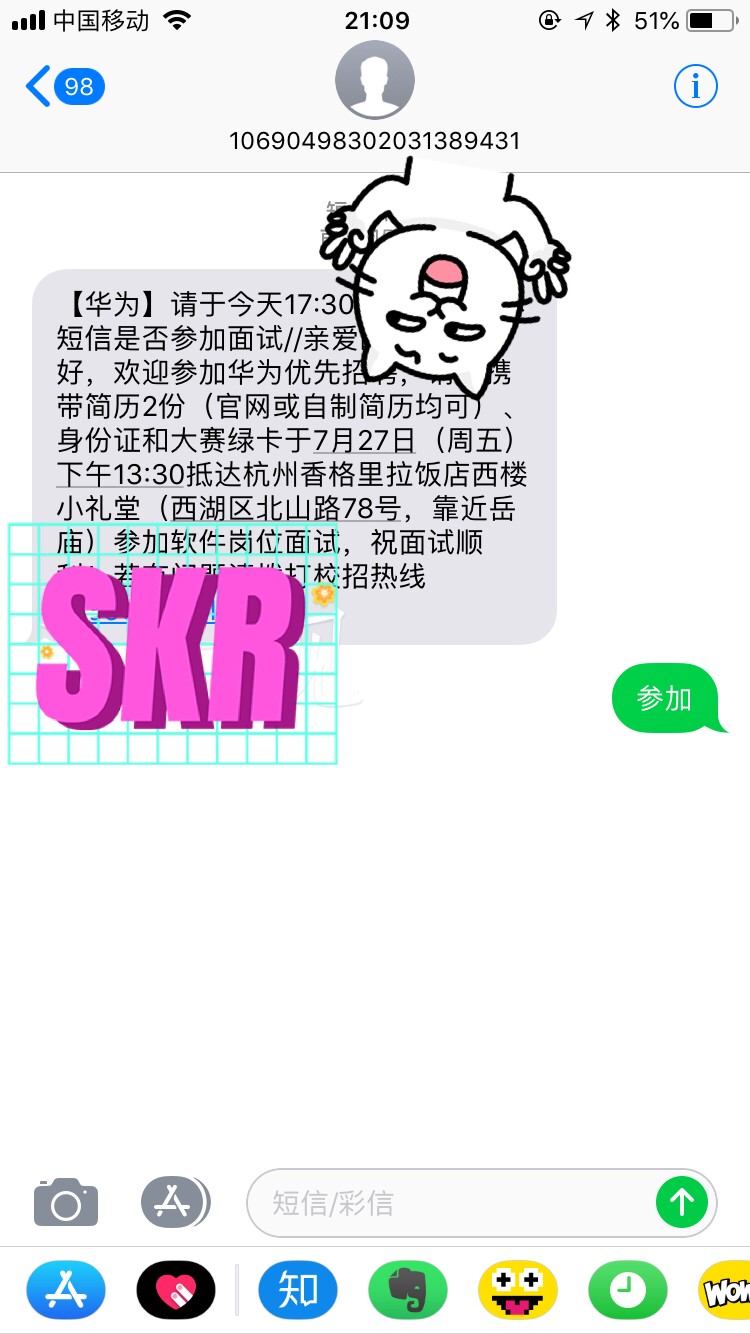 中国移动
21:09
51%
98
10690498302031389431
【华为】请于今天17:30
短信是否参加面试//亲爱
好，欢迎参加华为优先招聘，请 携
带简历2份（官网或自制简历均可）、
身份证和大赛绿卡于7月27日（周五）
下午13:30抵达杭州香格里拉饭店西楼
小礼堂（西湖区北山路78号，靠近岳
庙）参加软件岗位面试，祝面试顺
校招热线
SKR
参加
短信/彩信
知
WOW